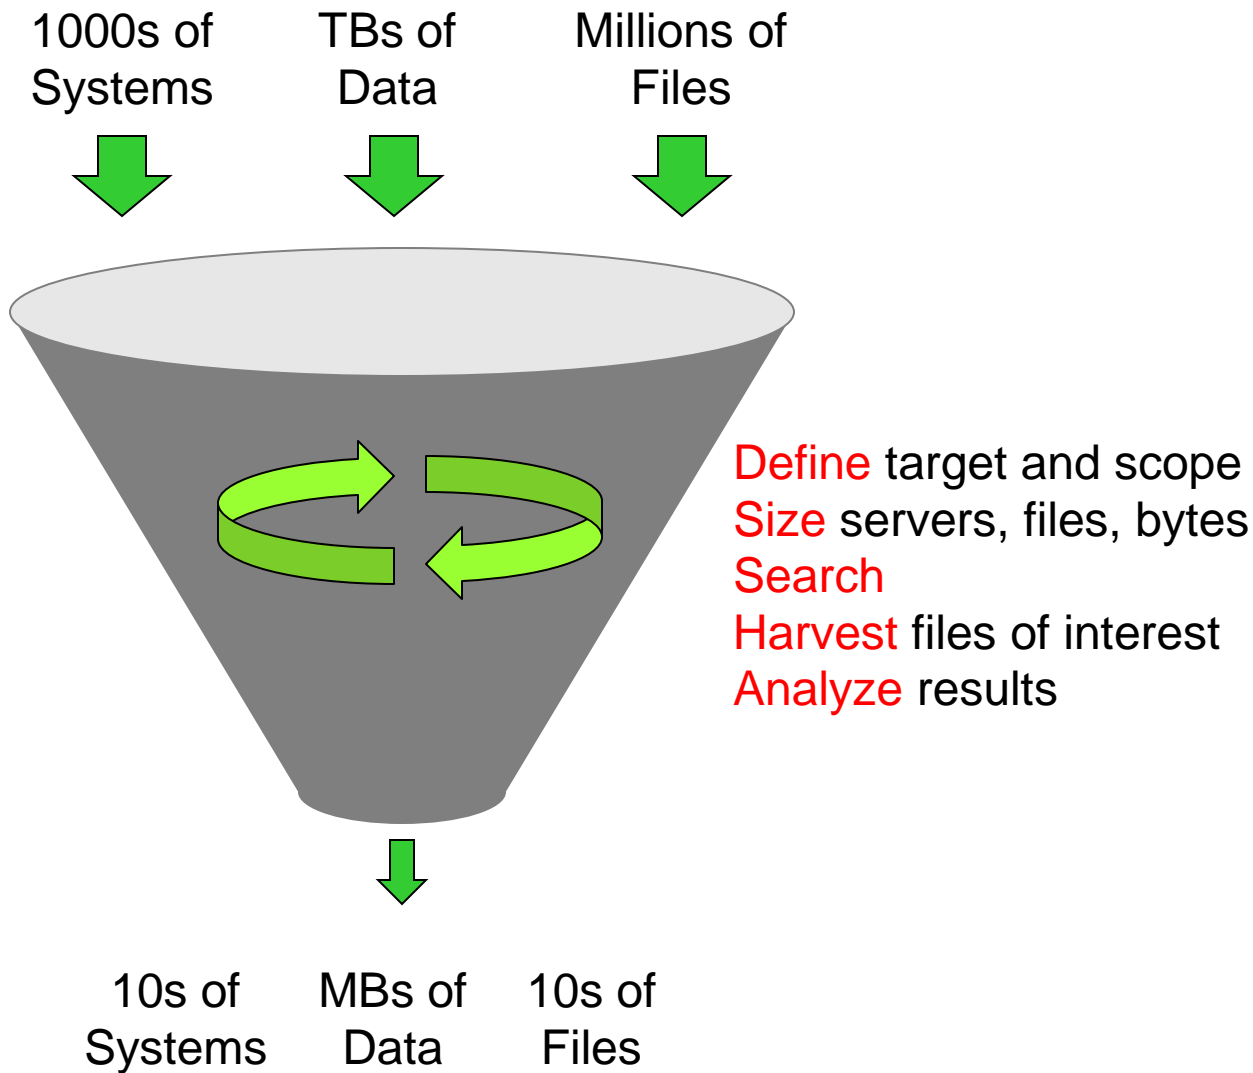 1000s of
Systems
TBs of
Data
Millions of
Files
Define target and scope
Size servers, files, bytes
Search
Harvest files of interest
Analyze results
10s of
Systems
MBs of
Data
10s of
Files